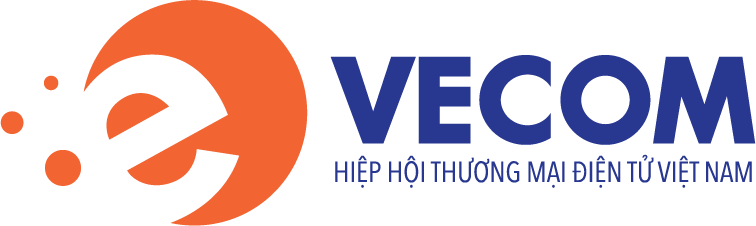 e
VECOM
HIỆP HỘI THƯƠNG MẠI ĐIỆN TỬ VIỆT NAM